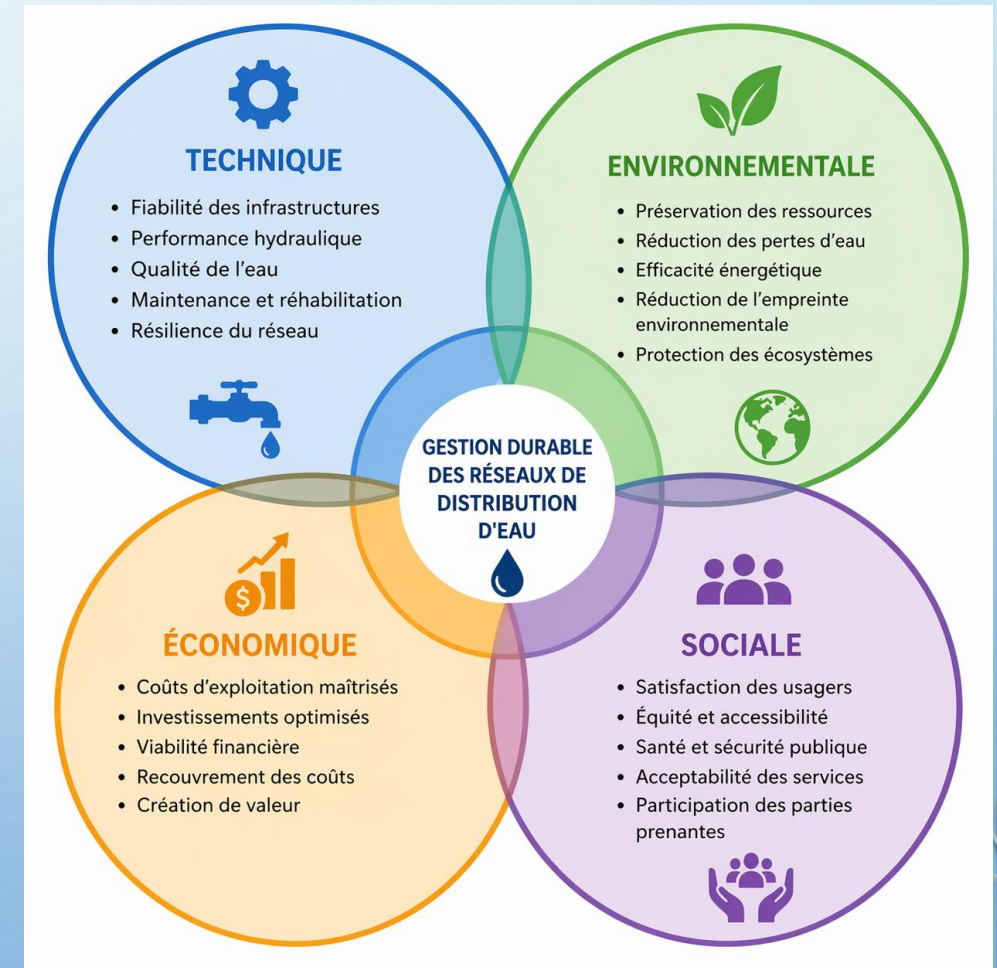 TECHNIQUE
• Fiabilité des infrastructures
• Performance hydraulique
• Qualité de l'eau
• Maintenance et réhabilitation
• Résilience du réseau
ENVIRONNEMENTALE
• Préservation des ressources
• Réduction des pertes d'eau
• Efficacité énergétique
• Réduction de l'empreinte
environnementale
• Protection des écosystèmes
GESTION DURABLE
DES RÉSEAUX DE
DISTRIBUTION
D'EAU
$
ÉCONOMIQUE
• Coûts d'exploitation maîtrisés
• Investissements optimisés
• Viabilité financière
• Recouvrement des coûts
• Création de valeur
SOCIALE
• Satisfaction des usagers
• Équité et accessibilité
• Santé et sécurité publique
• Acceptabilité des services
• Participation des parties
prenantes